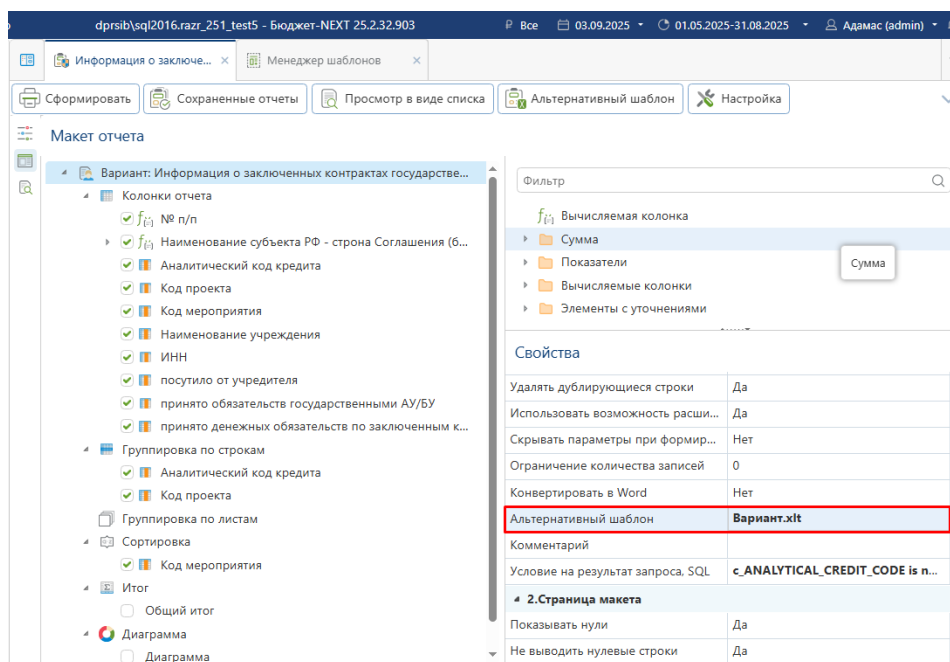 dprsib\sql2016.razr_251_test5 - Бюджет-NEXT 25.2.32.903
₽ Все
03.09.2025
01.05.2025-31.08.2025
Адамас (admin)
Информация о заключе...
Менеджер шаблонов
Сформировать
Сохраненные отчеты
Просмотр в виде списка
Альтернативный шаблон
Настройка
Макет отчета
Вариант: Информация о заключенных контрактах государстве...
Колонки отчета
№ п/п
Наименование субъекта РФ - строна Соглашения (б...
Аналитический код кредита
Код проекта
Код мероприятия
Наименование учреждения
ИНН
посутило от учредителя
принято обязательств государственными АУ/БУ
принято денежных обязательств по заключенным к...
Группировка по строкам
Аналитический код кредита
Код проекта
Группировка по листам
Сортировка
Код мероприятия
Итог
Общий итог
Диаграмма
Диаграмма
Фильтр
Вычисляемая колонка
Сумма
Показатели
Вычисляемые колонки
Элементы с уточнениями
Сумма
Свойства
Удалять дублирующиеся строки Да
Использовать возможность расши... Да
Скрывать параметры при формир... Нет
Ограничение количества записей 0
Конвертировать в Word Нет
Альтернативный шаблон Вариант.xlt
Комментарий
Условие на результат запроса, SQL c_ANALYTICAL_CREDIT_CODE is n...
2.Страница макета
Показывать нули Да
Не выводить нулевые строки Да